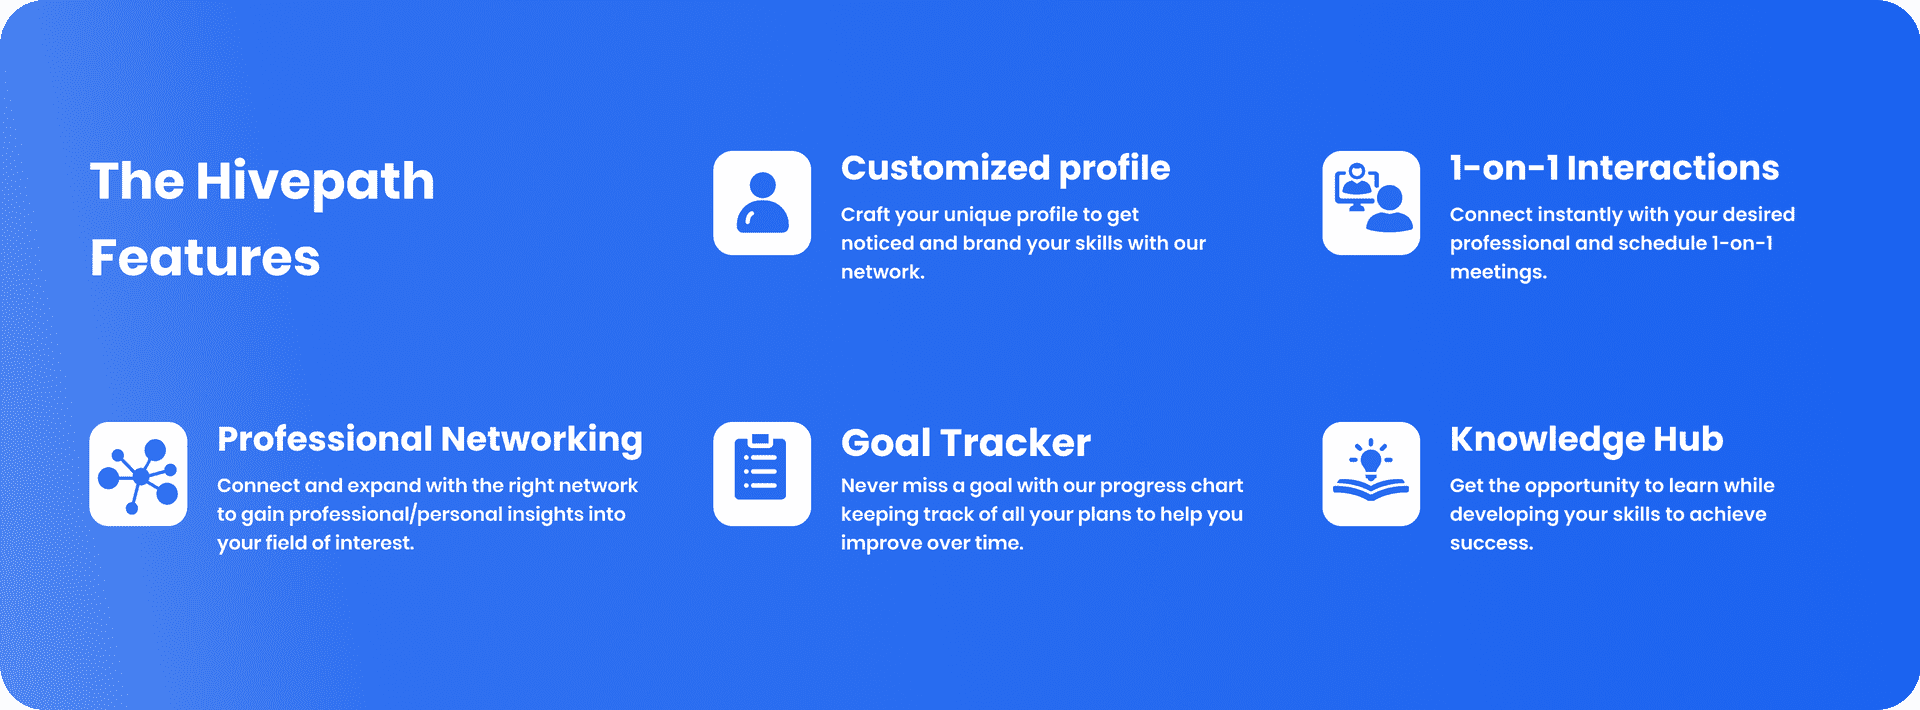 The Hivepath
Features
Customized profile
Craft your unique profile to get
noticed and brand your skills with our
network.
1-on-1 Interactions
Connect instantly with your desired
professional and schedule 1-on-1
meetings.
Professional Networking
Connect and expand with the right network
to gain professional/personal insights into
your field of interest.
Goal Tracker
Never miss a goal with our progress chart
keeping track of all your plans to help you
improve over time.
Knowledge Hub
Get the opportunity to learn while
developing your skills to achieve
success.